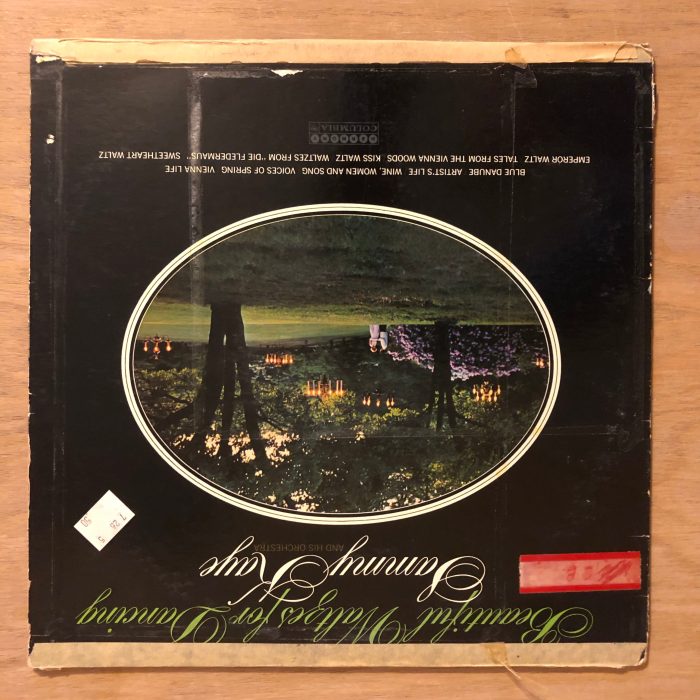 Beautiful Waltzes for Dancing
Sammy Kaye
AND HIS ORCHESTRA
BLUE DANUBE ARTIST'S LIFE WINE, WOMEN AND SONG VOICES OF SPRING VIENNA LIFE
EMPEROR WALTZ TALES FROM THE VIENNA WOODS KISS WALTZ WALTZES FROM "DIE FLEDERMAUS" SWEETHEART WALTZ
HARMONY
COLUMBIA